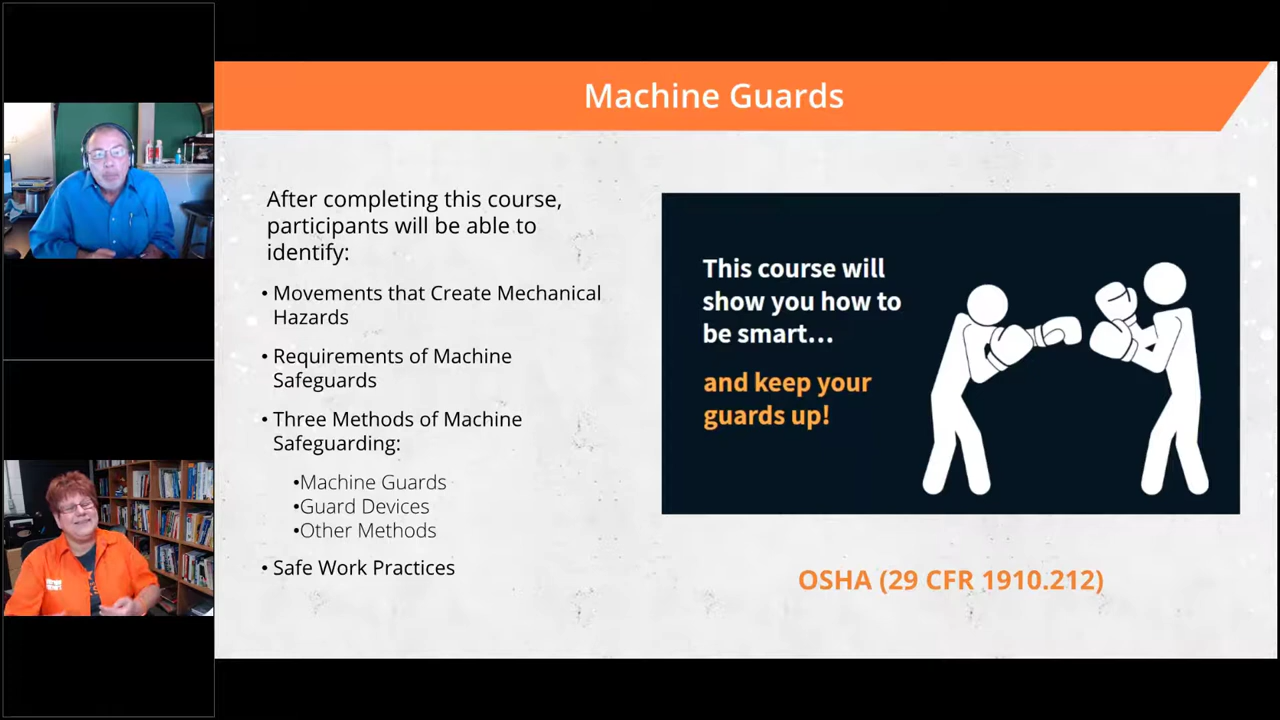 Machine Guards
After completing this course,
participants will be able to
identify:
• Movements that Create Mechanical
Hazards
• Requirements of Machine
Safeguards
• Three Methods of Machine
Safeguarding:
•Machine Guards
•Guard Devices
•Other Methods
• Safe Work Practices
This course will
show you how to
be smart...
and keep your
guards up!
OSHA (29 CFR 1910.212)